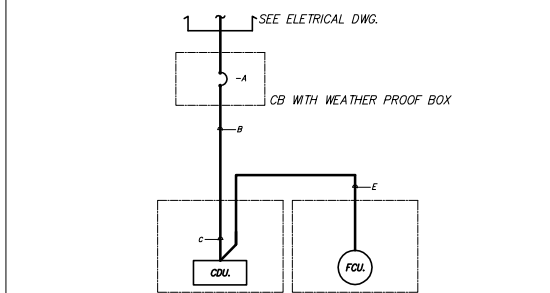 SEE ELETRICAL DWG.
-A
CB WITH WEATHER PROOF BOX
B
E
C
CDU.
FCU.